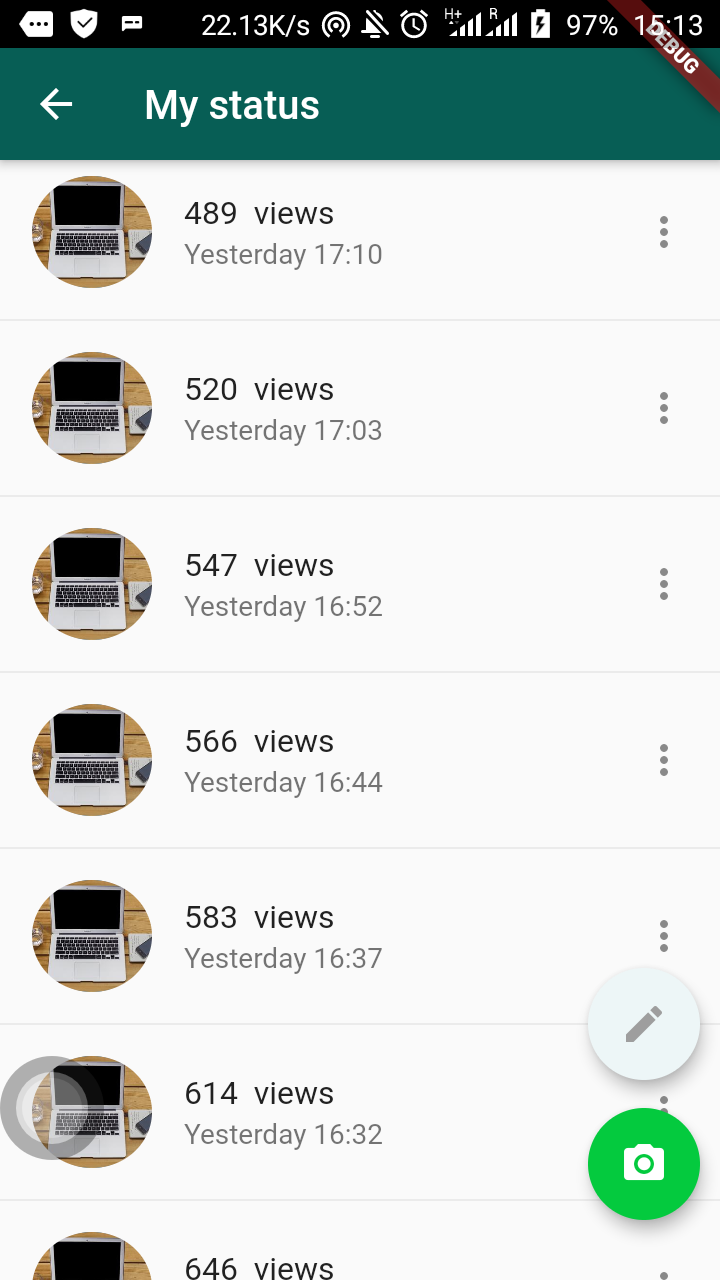 22.13K/s H+ R 97% 15:13
DEBUG
My status
489 views
Yesterday 17:10
520 views
Yesterday 17:03
547 views
Yesterday 16:52
566 views
Yesterday 16:44
583 views
Yesterday 16:37
614 views
Yesterday 16:32
646 views